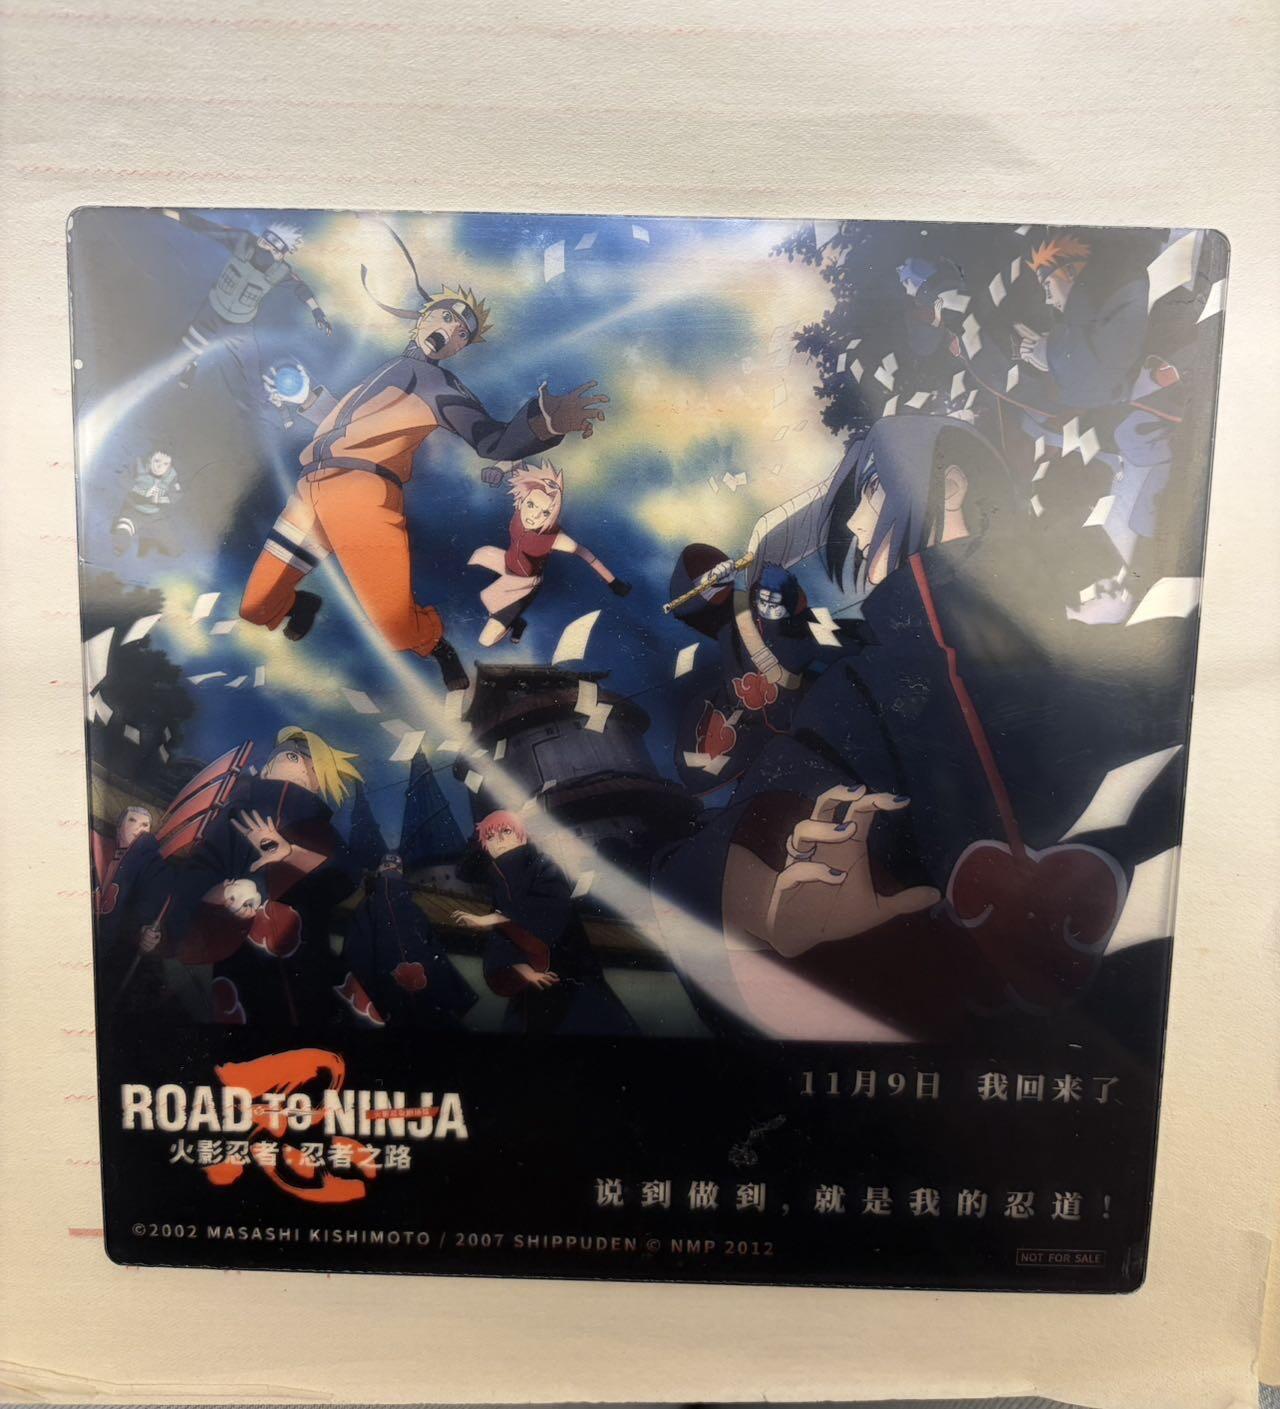 ROAD TO NINJA
火影忍者:忍者之路
11月9日 我回来了
说到做到,就是我的忍道!
©2002 MASASHI KISHIMOTO / 2007 SHIPPUDEN © NMP 2012
NOT FOR SALE